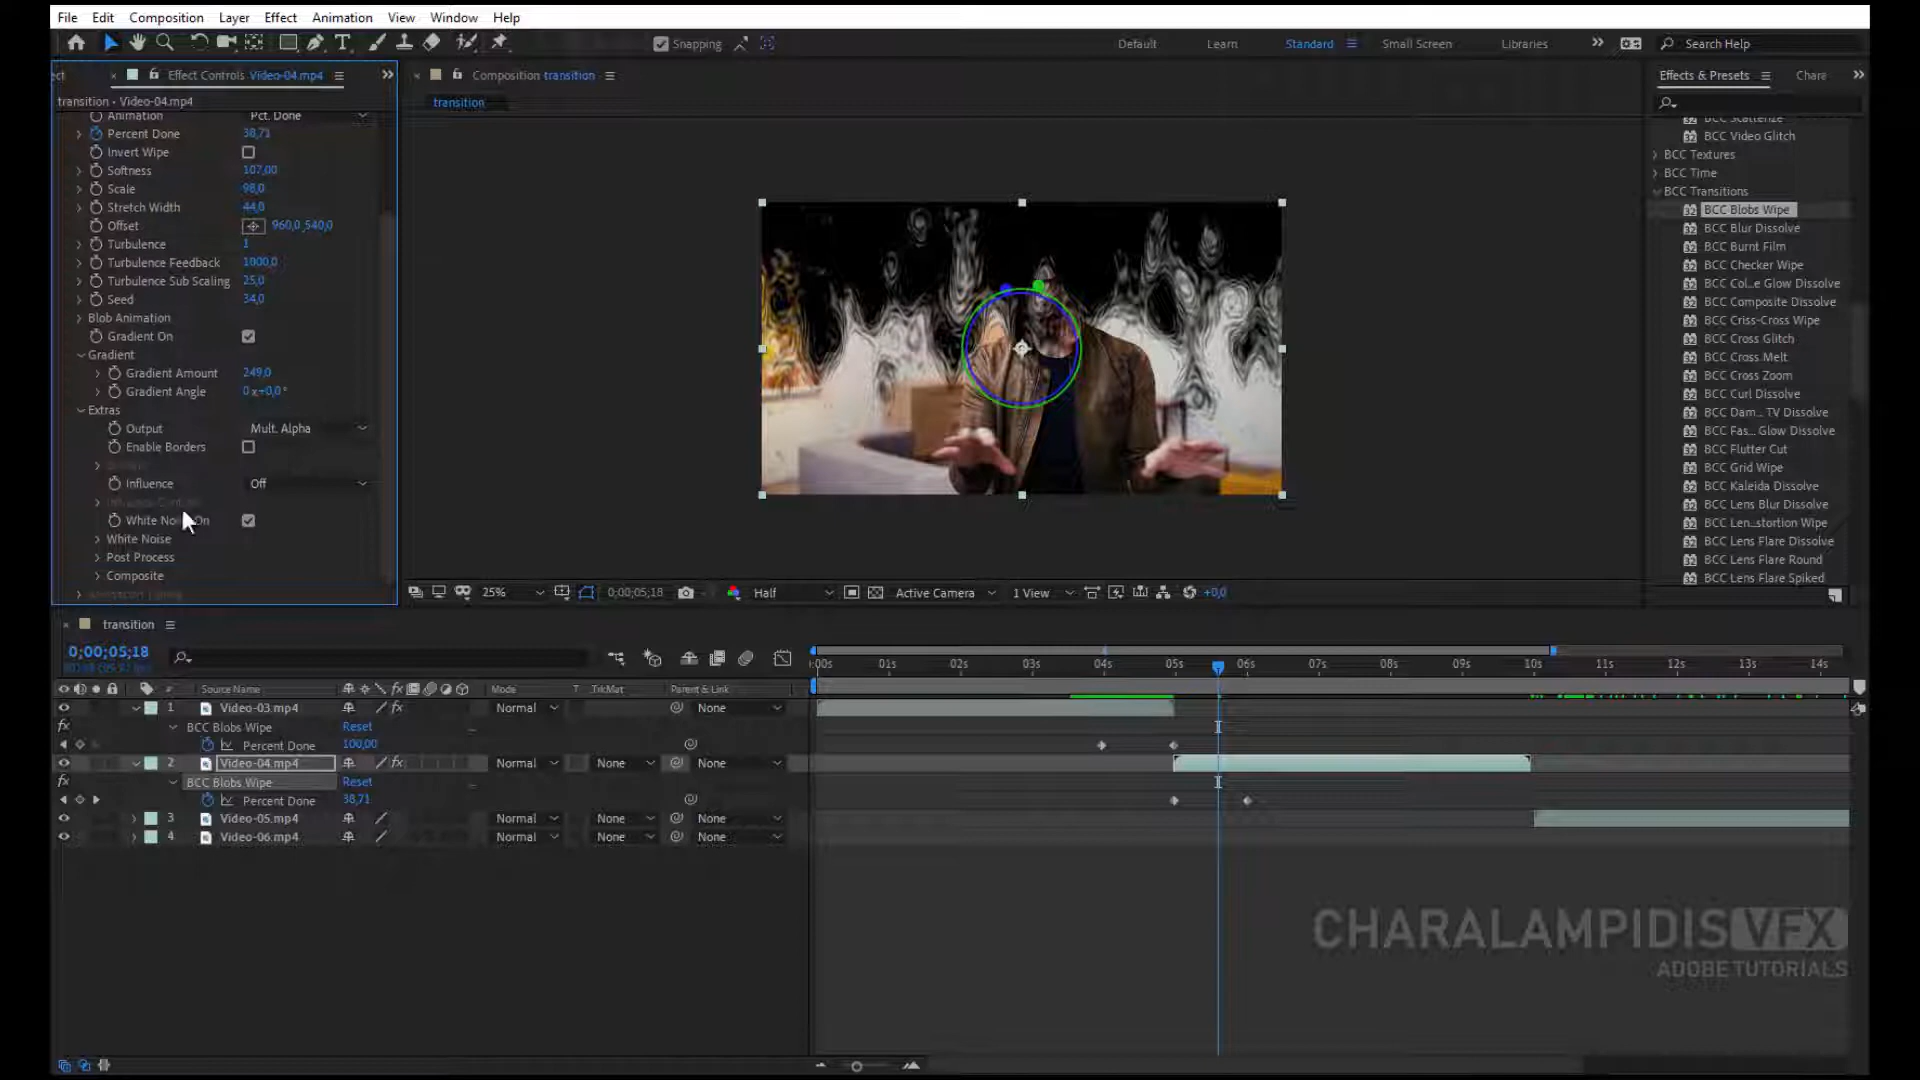 File Edit Composition Layer Effect Animation View Window Help
Snapping Default Learn Standard Small Screen Libraries Search Help
Effect Controls Video-04.mp4
Composition transition
Effects & Presets Chara
transition • Video-04.mp4
transition
Animation Pct. Done
Percent Done 38,71
Invert Wipe
Softness 107,00
Scale 98,0
Stretch Width 44,0
Offset 960,0,540,0
Turbulence 1
Turbulence Feedback 1000,0
Turbulence Sub Scaling 25,0
Seed 34,0
Blob Animation
Gradient On
Gradient
Gradient Amount 249,0
Gradient Angle 0 x+0,0°
Extras
Output Mult. Alpha
Enable Borders
Influence Off
White Noise On
White Noise
Post Process
Composite
BCC Scatterize
BCC Video Glitch
BCC Textures
BCC Time
BCC Transitions
BCC Blobs Wipe
BCC Blur Dissolve
BCC Burnt Film
BCC Checker Wipe
BCC Col...e Glow Dissolve
BCC Composite Dissolve
BCC Criss-Cross Wipe
BCC Cross Glitch
BCC Cross Melt
BCC Cross Zoom
BCC Curl Dissolve
BCC Dam... TV Dissolve
BCC Fas... Glow Dissolve
BCC Flutter Cut
BCC Grid Wipe
BCC Kaleida Dissolve
BCC Lens Blur Dissolve
BCC Len...stortion Wipe
BCC Lens Flare Dissolve
BCC Lens Flare Round
BCC Lens Flare Spiked
25% 0;00;05;18 Half Active Camera 1 View +0,0
transition
0;00;05;18
:00s 01s 02s 03s 04s 05s 06s 07s 08s 09s 10s 11s 12s 13s 14s
# Source Name Mode T TrkMat Parent & Link
1 Video-03.mp4 Normal None
BCC Blobs Wipe Reset
Percent Done 100,00
2 Video-04.mp4 Normal None None
BCC Blobs Wipe Reset
Percent Done 38,71
3 Video-05.mp4 Normal None None
4 Video-06.mp4 Normal None None
CHARALAMPIDIS VFX
ADOBE TUTORIALS